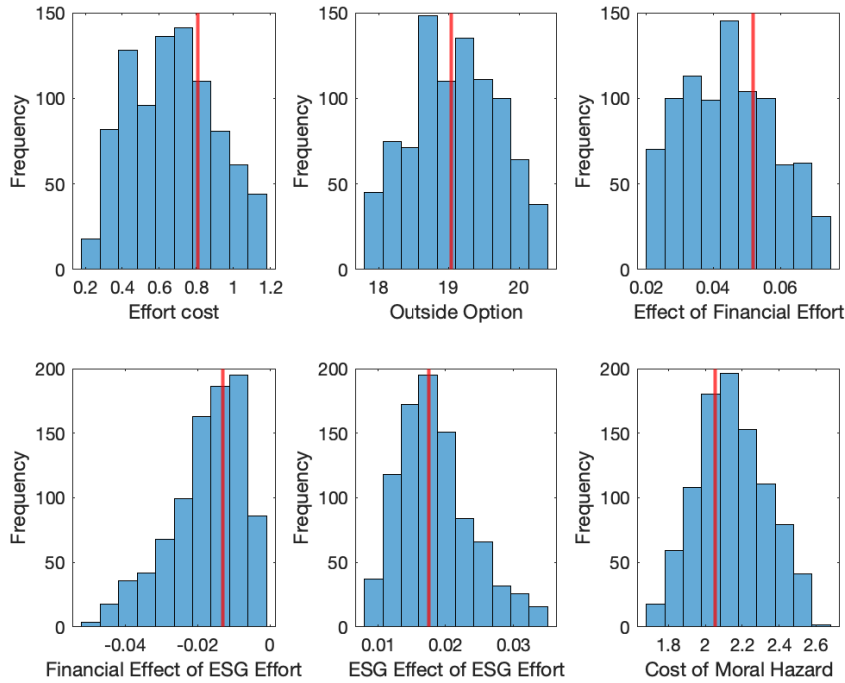 150
100
50
0
Frequency
0.2 0.4 0.6 0.8 1 1.2
Effort cost
150
100
50
0
Frequency
18 19 20
Outside Option
150
100
50
0
Frequency
0.02 0.04 0.06
Effect of Financial Effort
200
150
100
50
0
Frequency
-0.04 -0.02 0
Financial Effect of ESG Effort
200
150
100
50
0
Frequency
0.01 0.02 0.03
ESG Effect of ESG Effort
200
150
100
50
0
Frequency
1.8 2 2.2 2.4 2.6
Cost of Moral Hazard